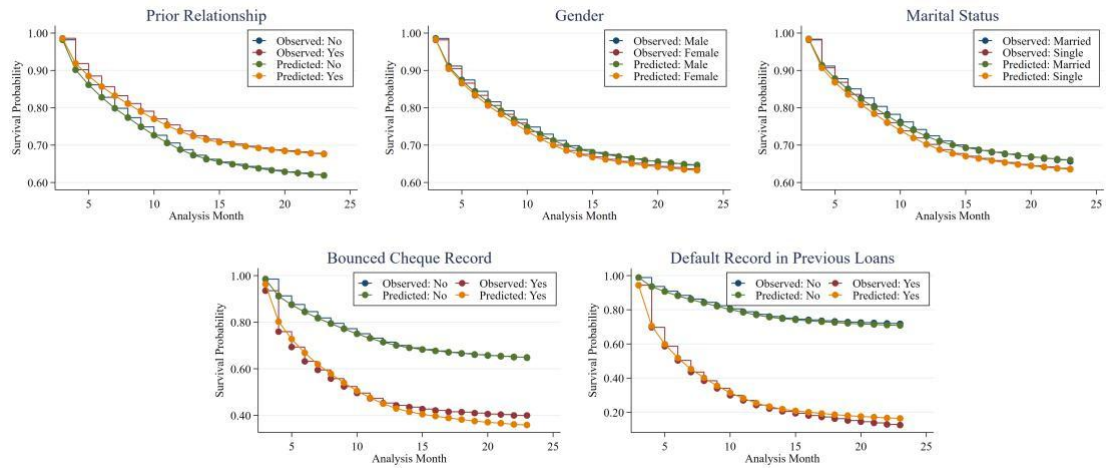 Prior Relationship
Survival Probability
1.00
0.90
0.80
0.70
0.60
Observed: No
Observed: Yes
Predicted: No
Predicted: Yes
5 10 15 20 25
Analysis Month
Gender
Survival Probability
1.00
0.90
0.80
0.70
0.60
Observed: Male
Observed: Female
Predicted: Male
Predicted: Female
5 10 15 20 25
Analysis Month
Marital Status
Survival Probability
1.00
0.90
0.80
0.70
0.60
Observed: Married
Observed: Single
Predicted: Married
Predicted: Single
5 10 15 20 25
Analysis Month
Bounced Cheque Record
Survival Probability
1.00
0.80
0.60
0.40
Observed: No Observed: Yes
Predicted: No Predicted: Yes
5 10 15 20 25
Analysis Month
Default Record in Previous Loans
Survival Probability
1.00
0.80
0.60
0.40
0.20
Observed: No Observed: Yes
Predicted: No Predicted: Yes
5 10 15 20 25
Analysis Month